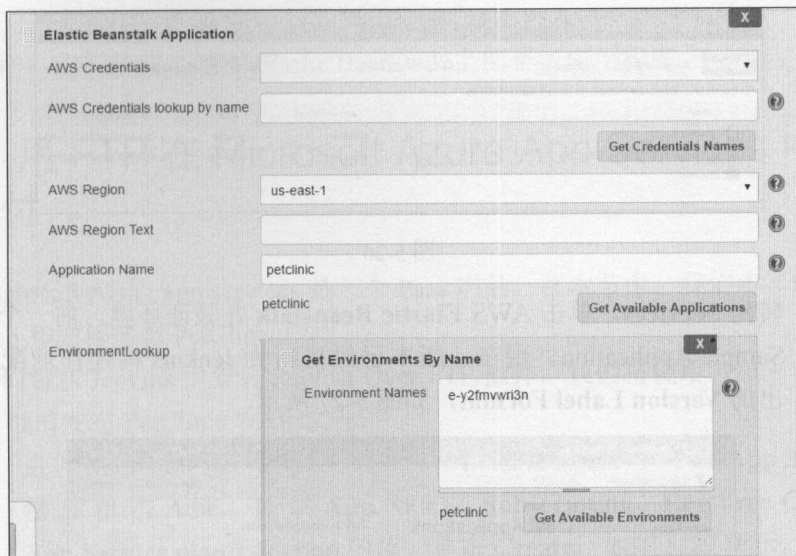 X
Elastic Beanstalk Application
AWS Credentials
AWS Credentials lookup by name
?
Get Credentials Names
AWS Region
us-east-1
?
AWS Region Text
?
Application Name
petclinic
?
petclinic
Get Available Applications
EnvironmentLookup
X
Get Environments By Name
Environment Names
e-y2fmvwri3n
?
petclinic
Get Available Environments